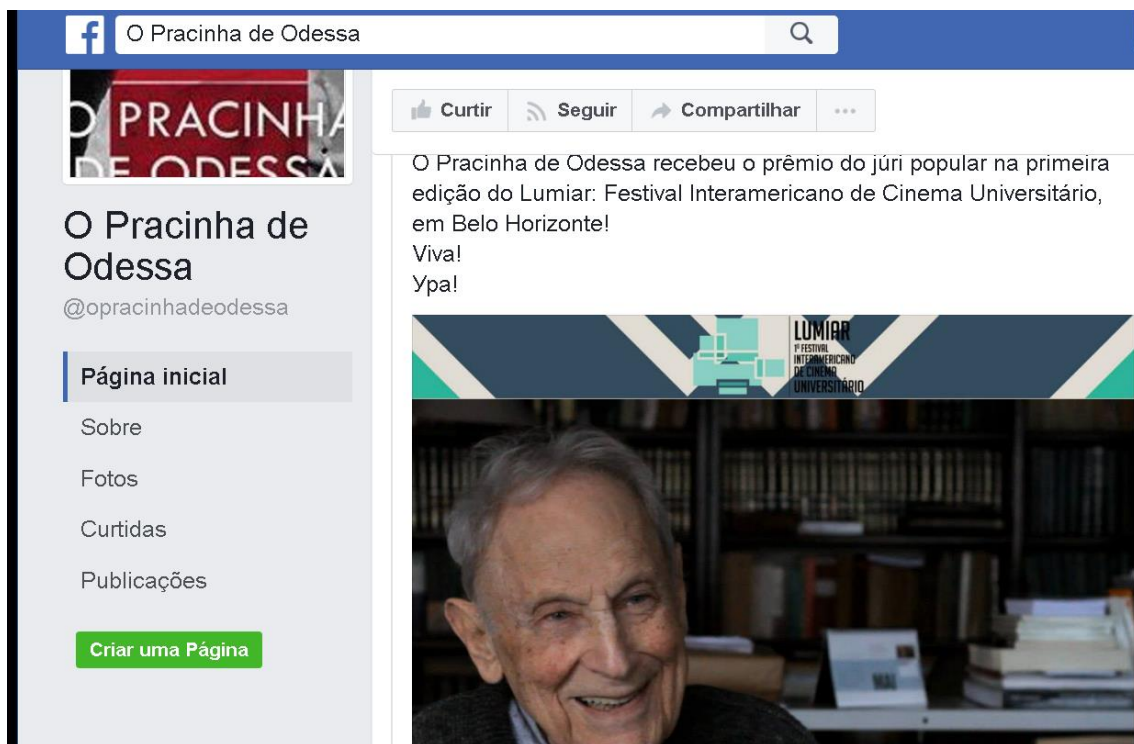 O Pracinha de Odessa
O PRACINHA
DE ODESSA
O Pracinha de
Odessa
@opracinhadeodessa
Página inicial
Sobre
Fotos
Curtidas
Publicações
Criar uma Página
Curtir
Seguir
Compartilhar
O Pracinha de Odessa recebeu o prêmio do júri popular na primeira
edição do Lumiar: Festival Interamericano de Cinema Universitário,
em Belo Horizonte!
Viva!
Ура!
LUMIAR
1º FESTIVAL
INTERAMERICANO
DE CINEMA
UNIVERSITÁRIO
MAI